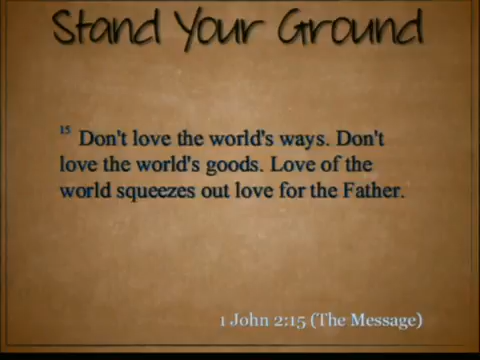 Stand Your Ground
15 Don't love the world's ways. Don't
love the world's goods. Love of the
world squeezes out love for the Father.
1 John 2:15 (The Message)